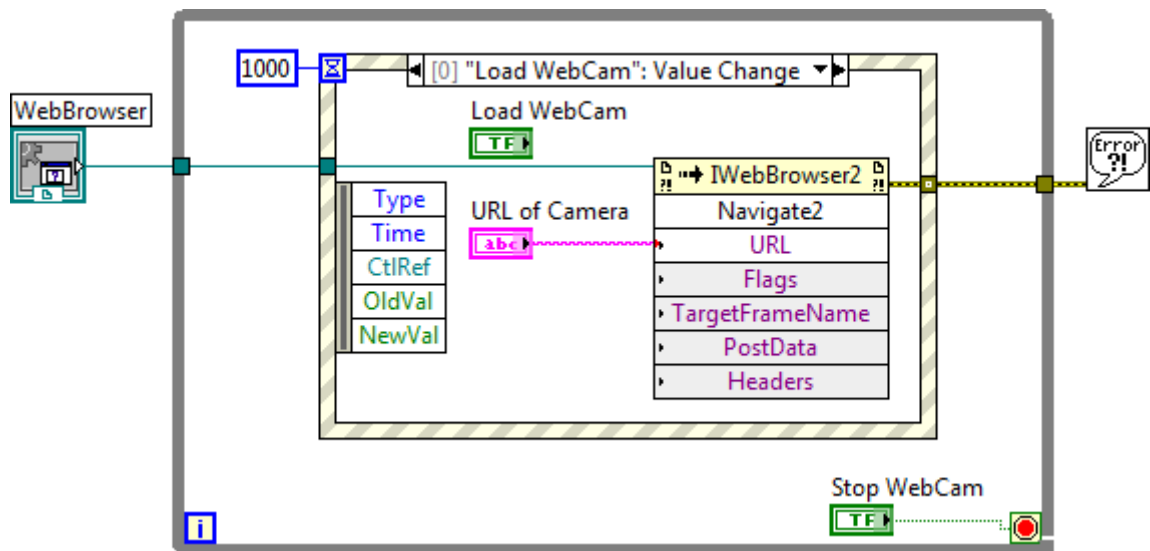 1000
[0] "Load WebCam": Value Change
WebBrowser
?
Load WebCam
TF
Error
?!
?! IWebBrowser2 ?!
Type
Time
CtlRef
OldVal
NewVal
URL of Camera
abc
Navigate2
URL
Flags
TargetFrameName
PostData
Headers
Stop WebCam
TF
i